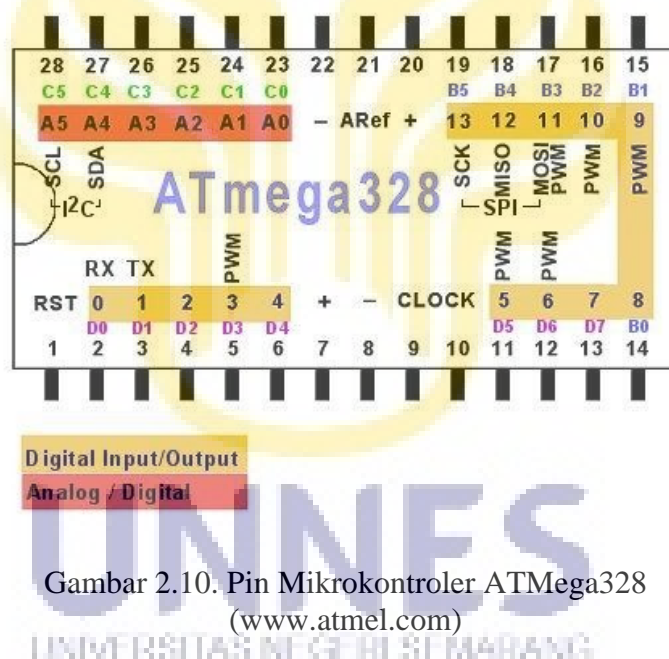 28 27 26 25 24 23 22 21 20 19 18 17 16 15
C5 C4 C3 C2 C1 C0 B5 B4 B3 B2 B1
A5 A4 A3 A2 A1 A0 – ARef + 13 12 11 10 9
SCL SDA SCK MISO MOSI PWM PWM PWM
I²C ATmega328 SPI
RX TX PWM PWM PWM
RST 0 1 2 3 4 + – CLOCK 5 6 7 8
D0 D1 D2 D3 D4 D5 D6 D7 B0
1 2 3 4 5 6 7 8 9 10 11 12 13 14
Digital Input/Output
Analog / Digital
UNNES
Gambar 2.10. Pin Mikrokontroler ATMega328
(www.atmel.com)
UNIVERSITAS NEGERI SEMARANG